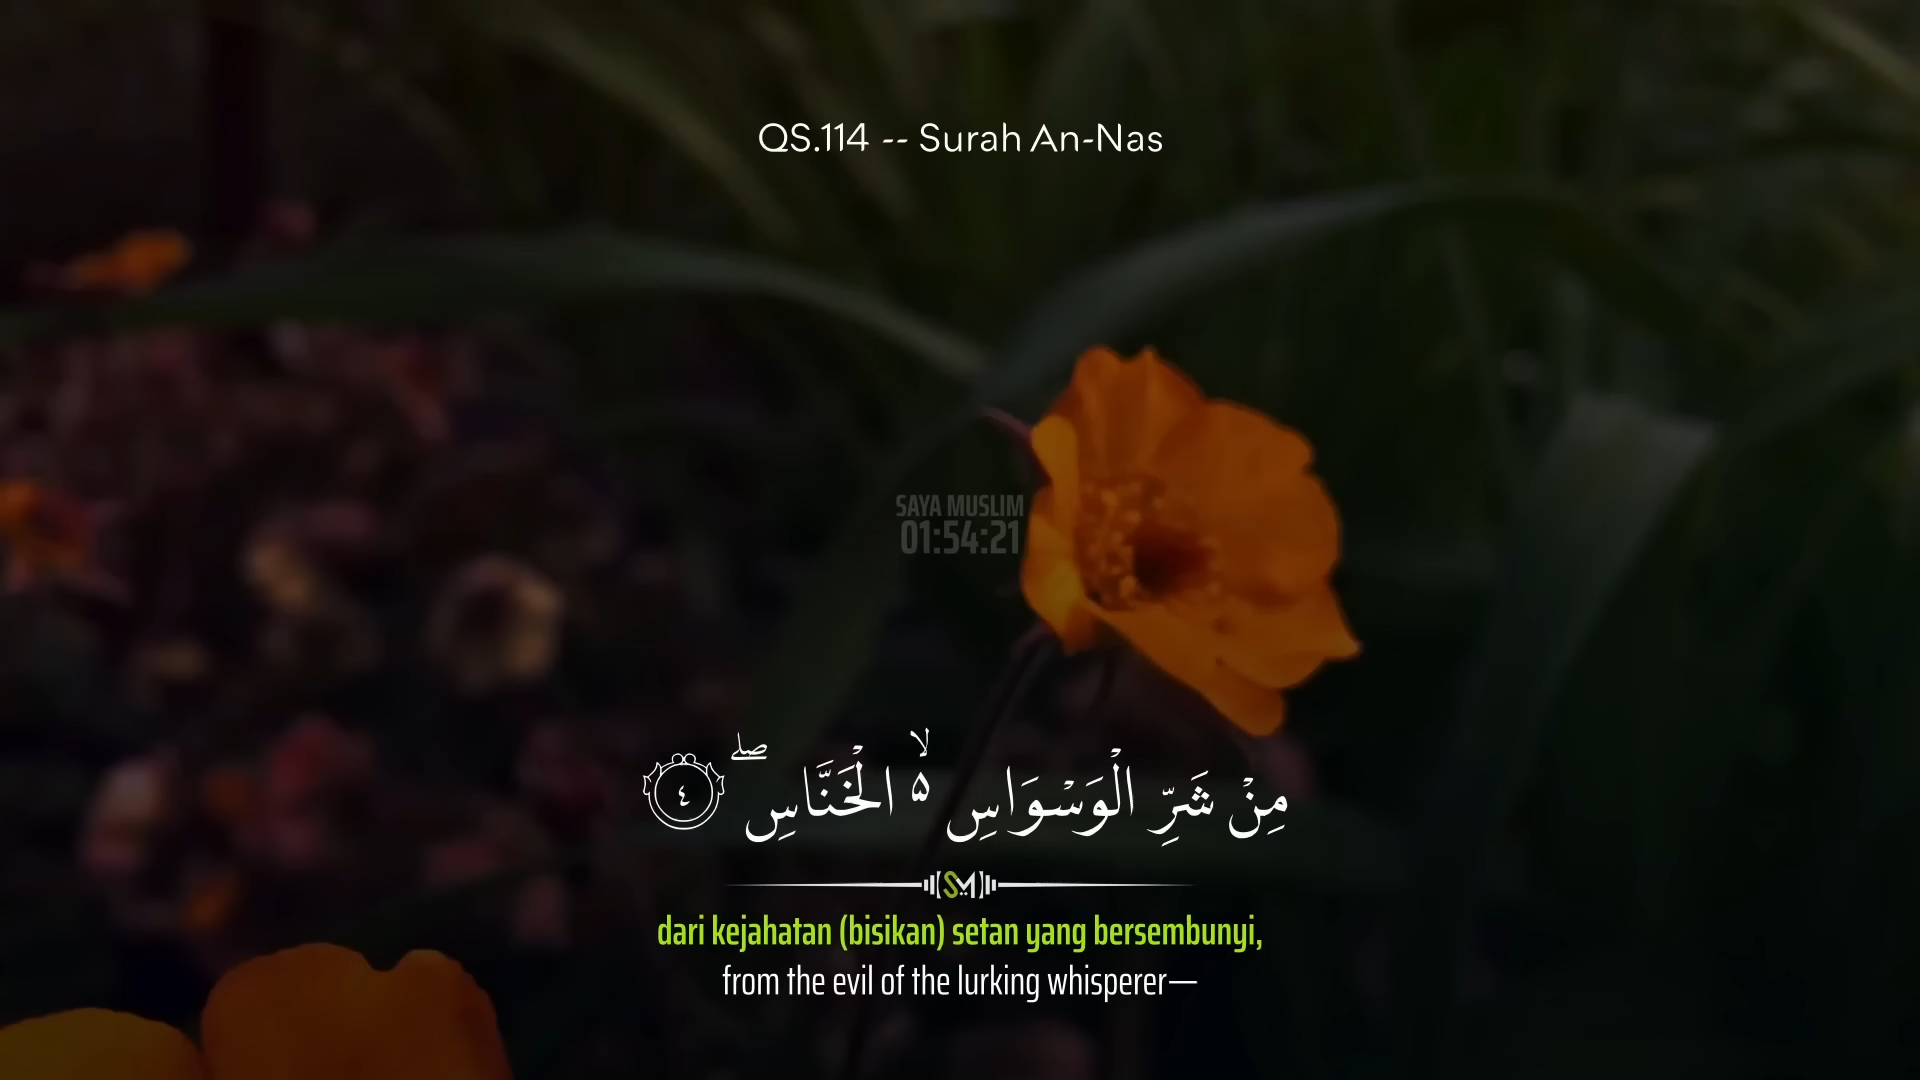 QS.114 -- Surah An-Nas
SAYA MUSLIM
01:54:21
مِنْ شَرِّ الْوَسْوَاسِ ەۙ الْخَنَّاسِۖ ٤
SM
dari kejahatan (bisikan) setan yang bersembunyi,
from the evil of the lurking whisperer—